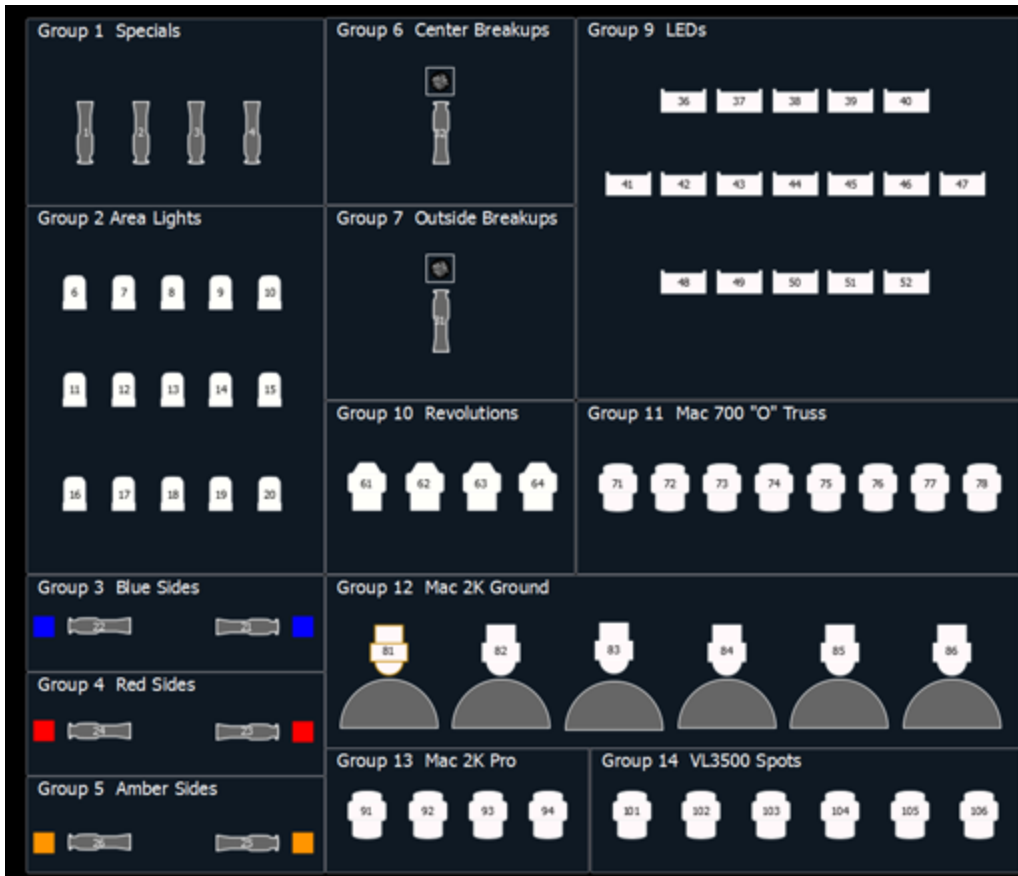 Group 1 Specials
1 2 3 4
Group 6 Center Breakups
32
Group 9 LEDs
36 37 38 39 40
41 42 43 44 45 46 47
48 49 50 51 52
Group 2 Area Lights
6 7 8 9 10
11 12 13 14 15
16 17 18 19 20
Group 7 Outside Breakups
31
Group 10 Revolutions
61 62 63 64
Group 11 Mac 700 "O" Truss
71 72 73 74 75 76 77 78
Group 3 Blue Sides
22 21
Group 4 Red Sides
24 23
Group 5 Amber Sides
26 25
Group 12 Mac 2K Ground
81 82 83 84 85 86
Group 13 Mac 2K Pro
91 92 93 94
Group 14 VL3500 Spots
101 102 103 104 105 106